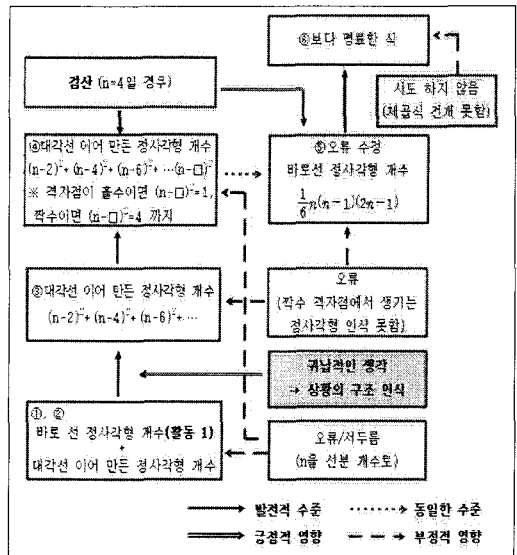 ⑥보다 명료한 식
검산 (n=4일 경우)
시도 하지 않음
(제곱식 전개 못함)
④대각선 이어 만든 정사각형 개수
(n-2)²+(n-4)²+(n-6)²+…(n-□)²
※ 격자점이 홀수이면 (n-□)²=1,
짝수이면 (n-□)²=4 까지
⑤오류 수정
바로선 정사각형 개수
1/6 n(n-1)(2n-1)
③대각선 이어 만든 정사각형 개수
(n-2)²+(n-4)²+(n-6)²+…
오류
(짝수 격자점에서 생기는
정사각형 인식 못함)
귀납적인 생각
→ 상황의 구조 인식
①, ②
바로 선 정사각형 개수(활동 1)
+
대각선 이어 만든 정사각형 개수
오류/서두름
(n을 선분 개수로)
발전적 수준
동일한 수준
긍정적 영향
부정적 영향